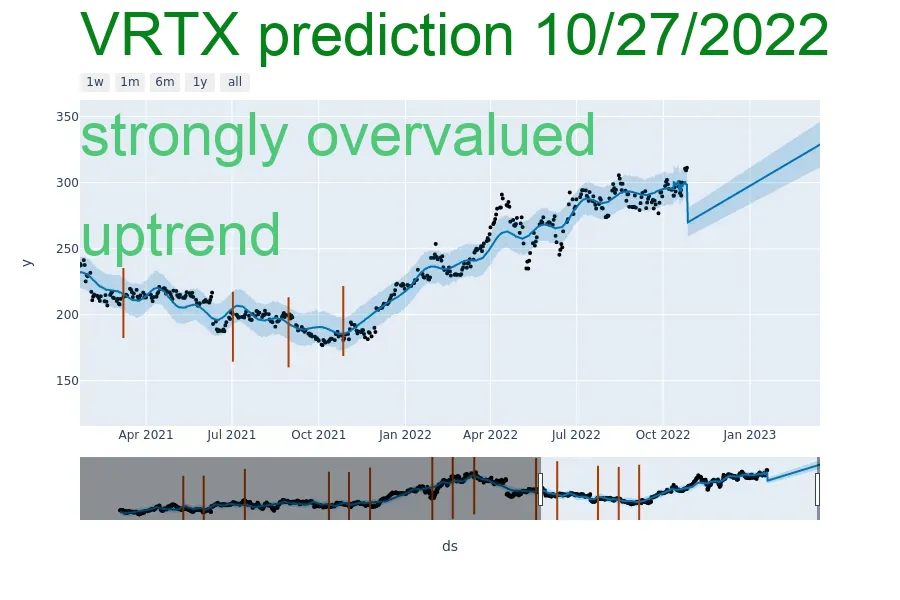 VRTX prediction 10/27/2022
1w 1m 6m 1y all
350
strongly overvalued
300
uptrend
250
y
200
150
Apr 2021 Jul 2021 Oct 2021 Jan 2022 Apr 2022 Jul 2022 Oct 2022 Jan 2023
ds